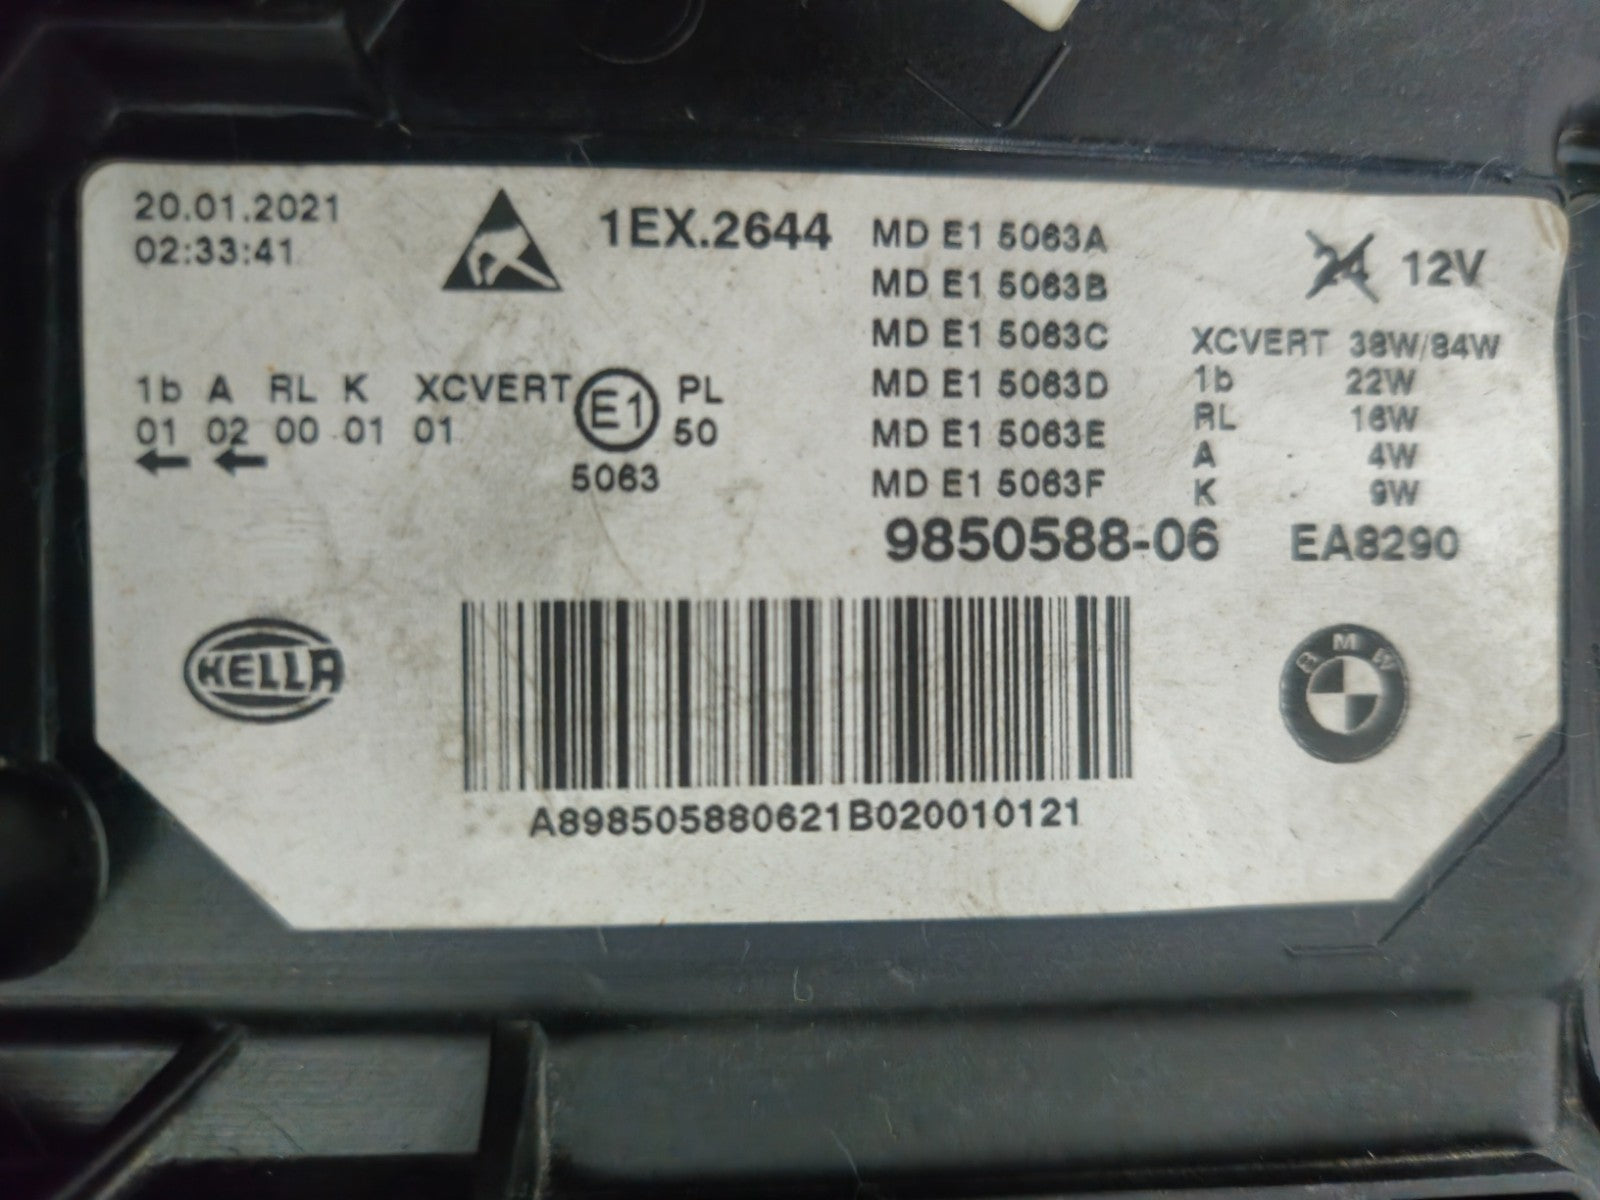 20.01.2021
02:33:41
1EX.2644
MD E1 5063A
MD E1 5063B
MD E1 5063C
MD E1 5063D
MD E1 5063E
MD E1 5063F
24 12V
XCVERT 38W/84W
1b 22W
RL 16W
A 4W
K 9W
1b A RL K XCVERT E1 PL
01 02 00 01 01 50
5063
9850588-06 EA8290
HELLA
BMW
A898505880621B020010121